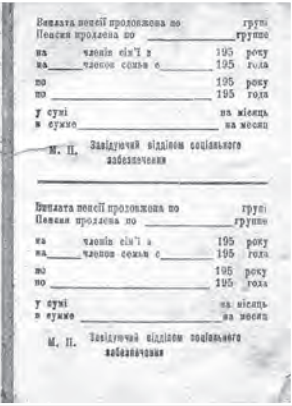 Виплата пенсії продовжена по групі
Пенсия продлена по группе
на членів сім'ї з 195 року
на членов семьи с 195 года
по 195 року
по 195 года
у сумі на місяць
в сумме на месяц
М. П. Завідуючий відділом соціального
забезпечення
Виплата пенсії продовжена по групі
Пенсия продлена по группе
на членів сім'ї з 195 року
на членов семьи с 195 года
по 195 року
по 195 года
у сумі на місяць
в сумме на месяц
М. П. Завідуючий відділом соціального
забезпечення